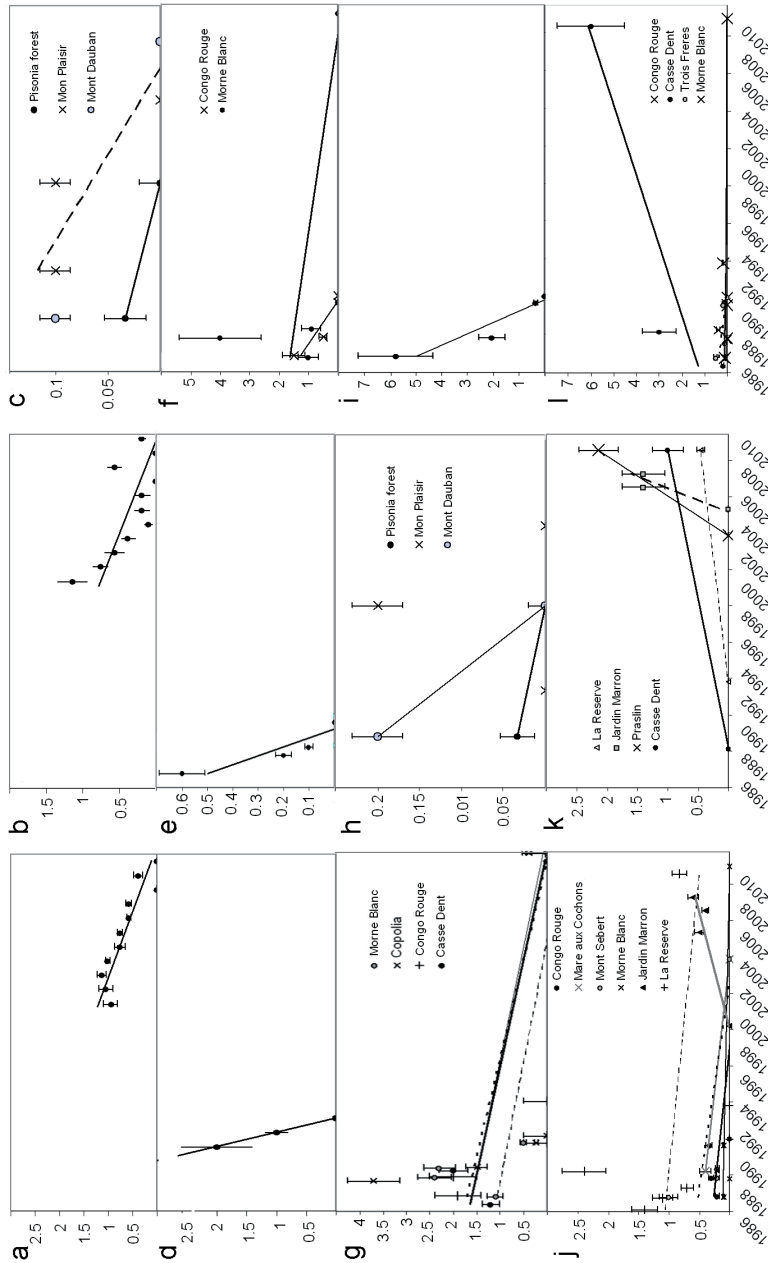 a
2.5
2
1.5
1
0.5
b
1.5
1
0.5
c
0.1
0.05
Pisonia forest
Mon Plaisir
Mont Dauban
d
2
1
e
0.6
0.5
0.4
0.3
0.2
0.1
f
5
4
3
2
1
Congo Rouge
Morne Blanc
g
3.5
3
2.5
2
1.5
1
0.5
Morne Blanc
Copolia
Congo Rouge
Casse Dent
h
0.2
0.15
0.01
0.05
Pisonia forest
Mon Plaisir
Mont Dauban
i
7
6
5
4
3
2
1
j
2.5
2
1.5
1
0.5
Congo Rouge
Mare aux Cochons
Mont Sebert
Morne Blanc
Jardin Marron
La Reserve
1986 1988 1990 1992 1994 1996 1998 2000 2002 2004 2006 2008 2010
k
2.5
2
1.5
1
0.5
La Reserve
Jardin Marron
Praslin
Casse Dent
1986 1988 1990 1992 1994 1996 1998 2000 2002 2004 2006 2008 2010
l
7
6
5
4
3
2
1
Congo Rouge
Casse Dent
Trois Freres
Morne Blanc
1986 1988 1990 1992 1994 1996 1998 2000 2002 2004 2006 2008 2010